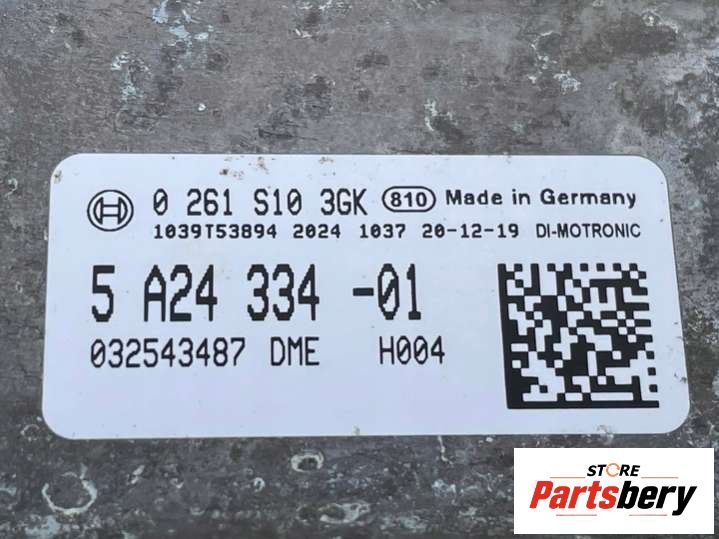 0 261 S10 3GK 810 Made in Germany
1039T53894 2024 1037 20-12-19 DI-MOTRONIC
5 A24 334 -01
032543487 DME H004
STORE
Partsbery